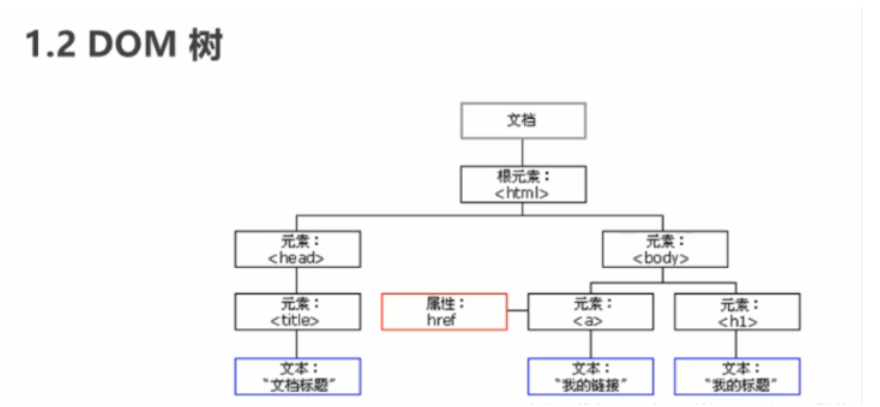 1.2 DOM 树
文档
根元素：
<html>
元素：
<head>
元素：
<body>
元素：
<title>
属性：
href
元素：
<a>
元素：
<h1>
文本：
"文档标题"
文本：
"我的链接"
文本：
"我的标题"